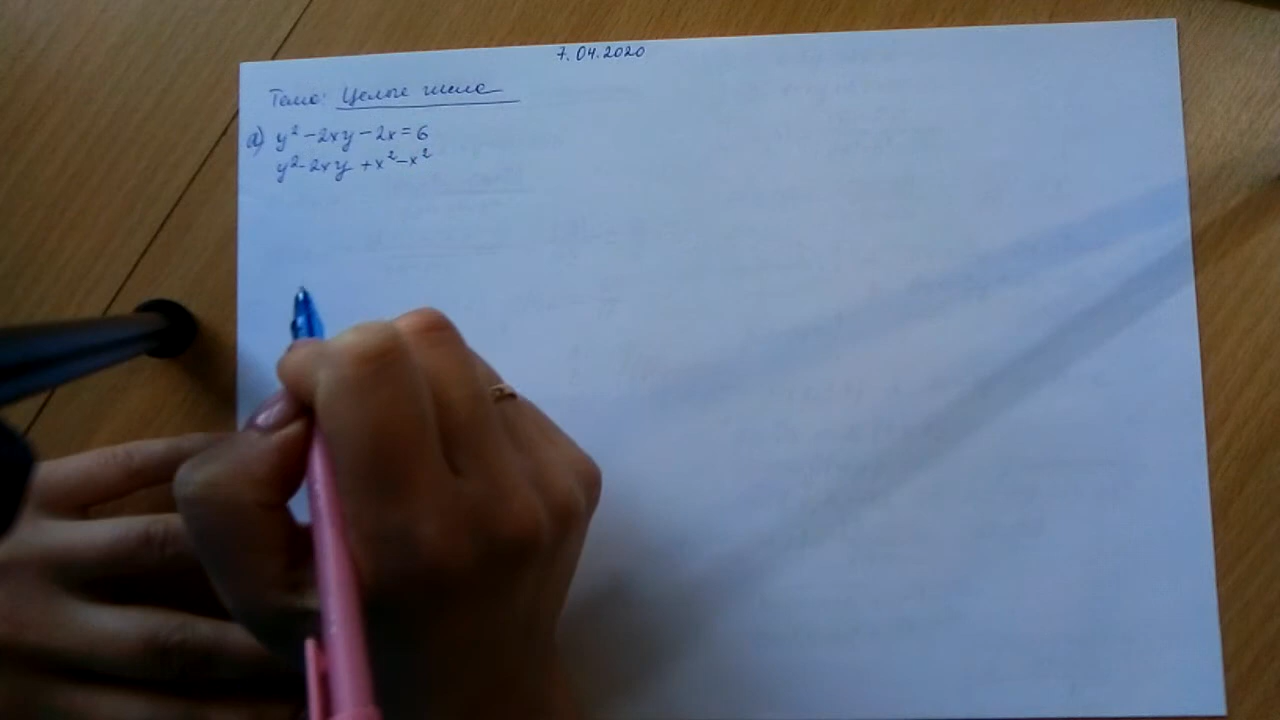 7.04.2020
Тема: Целые числа
а) y² - 2xy - 2x = 6
y² - 2xy + x² - x²